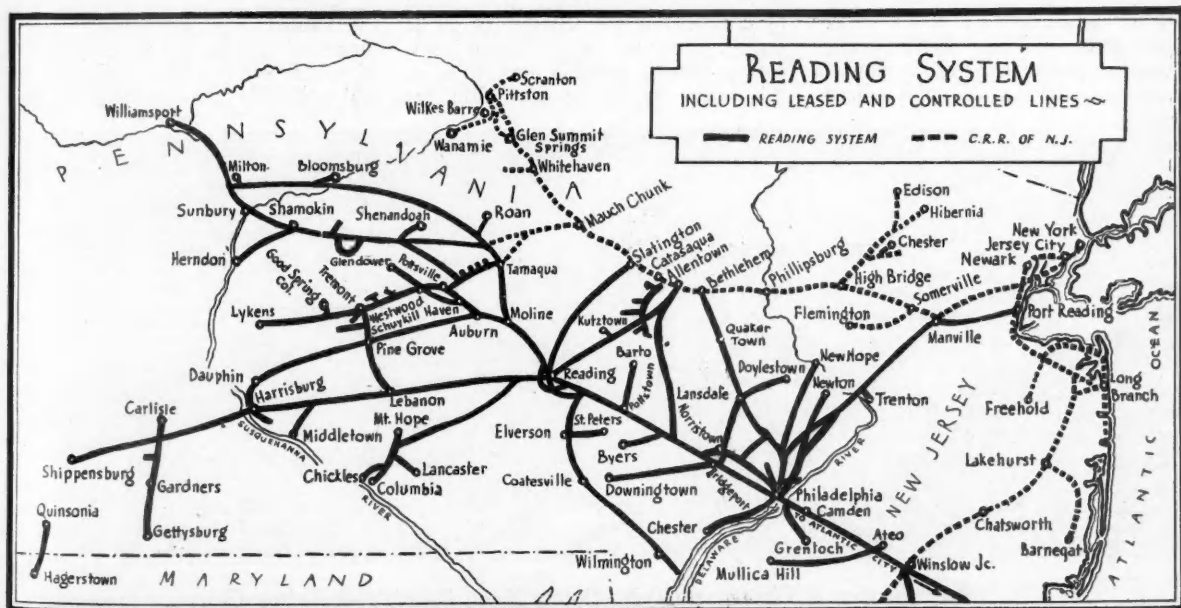 READING SYSTEM
INCLUDING LEASED AND CONTROLLED LINES
READING SYSTEM
C.R.R. OF N.J.
PENNSYLVANIA
Scranton
Pittston
Wilkes Barre
Wanamie
Glen Summit
Springs
Whitehaven
Williamsport
Milton
Bloomsburg
Sunbury
Shamokin
Shenandoah
Roan
Mauch Chunk
Herndon
Glendower
Pottsville
Tamaqua
Good Spring
Col.
Tremont
Lykens
Westwood
Schuykill Haven
Auburn
Moline
Pine Grove
Slatington
Catasaqua
Allentown
Bethlehem
Phillipsburg
Edison
Hibernia
Chester
High Bridge
Somerville
Flemington
Manville
New York
Jersey City
Newark
Port Reading
OCEAN
ATLANTIC
Long
Branch
Freehold
Lakehurst
Chatsworth
Barnegat
Winslow Jc.
NEW JERSEY
Kutztown
Barto
Quaker
Town
Doylestown
New Hope
Newton
Trenton
Lansdale
Norristown
Pottstown
Reading
Dauphin
Harrisburg
Lebanon
Mt. Hope
Carlisle
SUSQUEHANNA
RIVER
Middletown
Shippensburg
Gardners
Gettysburg
Quinsonia
Hagerstown
Chickles
Columbia
Lancaster
Elverson
St. Peters
Byers
Coatesville
Downingtown
Bridgeport
Philadelphia
Camden
Chester
Wilmington
DELAWARE
RIVER
TO ATLANTIC CITY
Grenloch
Ateo
Mullica Hill
MARYLAND